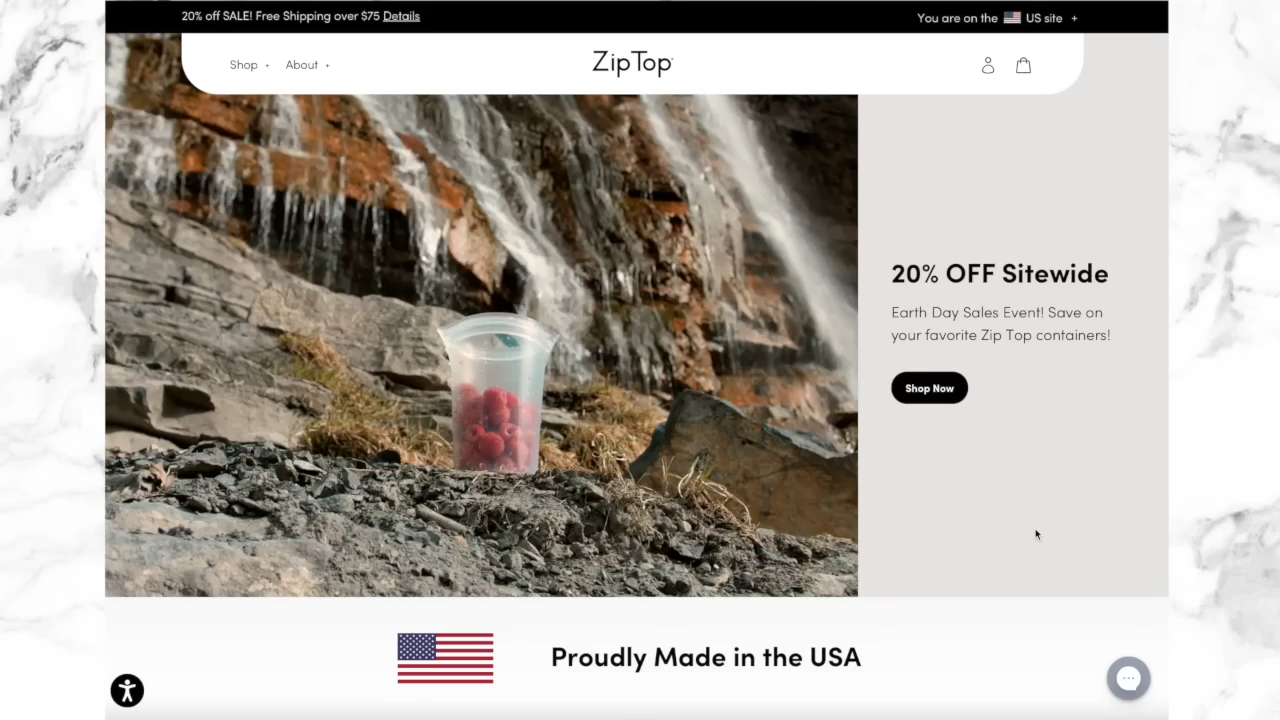 20% off SALE! Free Shipping over $75 Details
You are on the US site +
Shop + About +
ZipTop
20% OFF Sitewide
Earth Day Sales Event! Save on
your favorite Zip Top containers!
Shop Now
Proudly Made in the USA